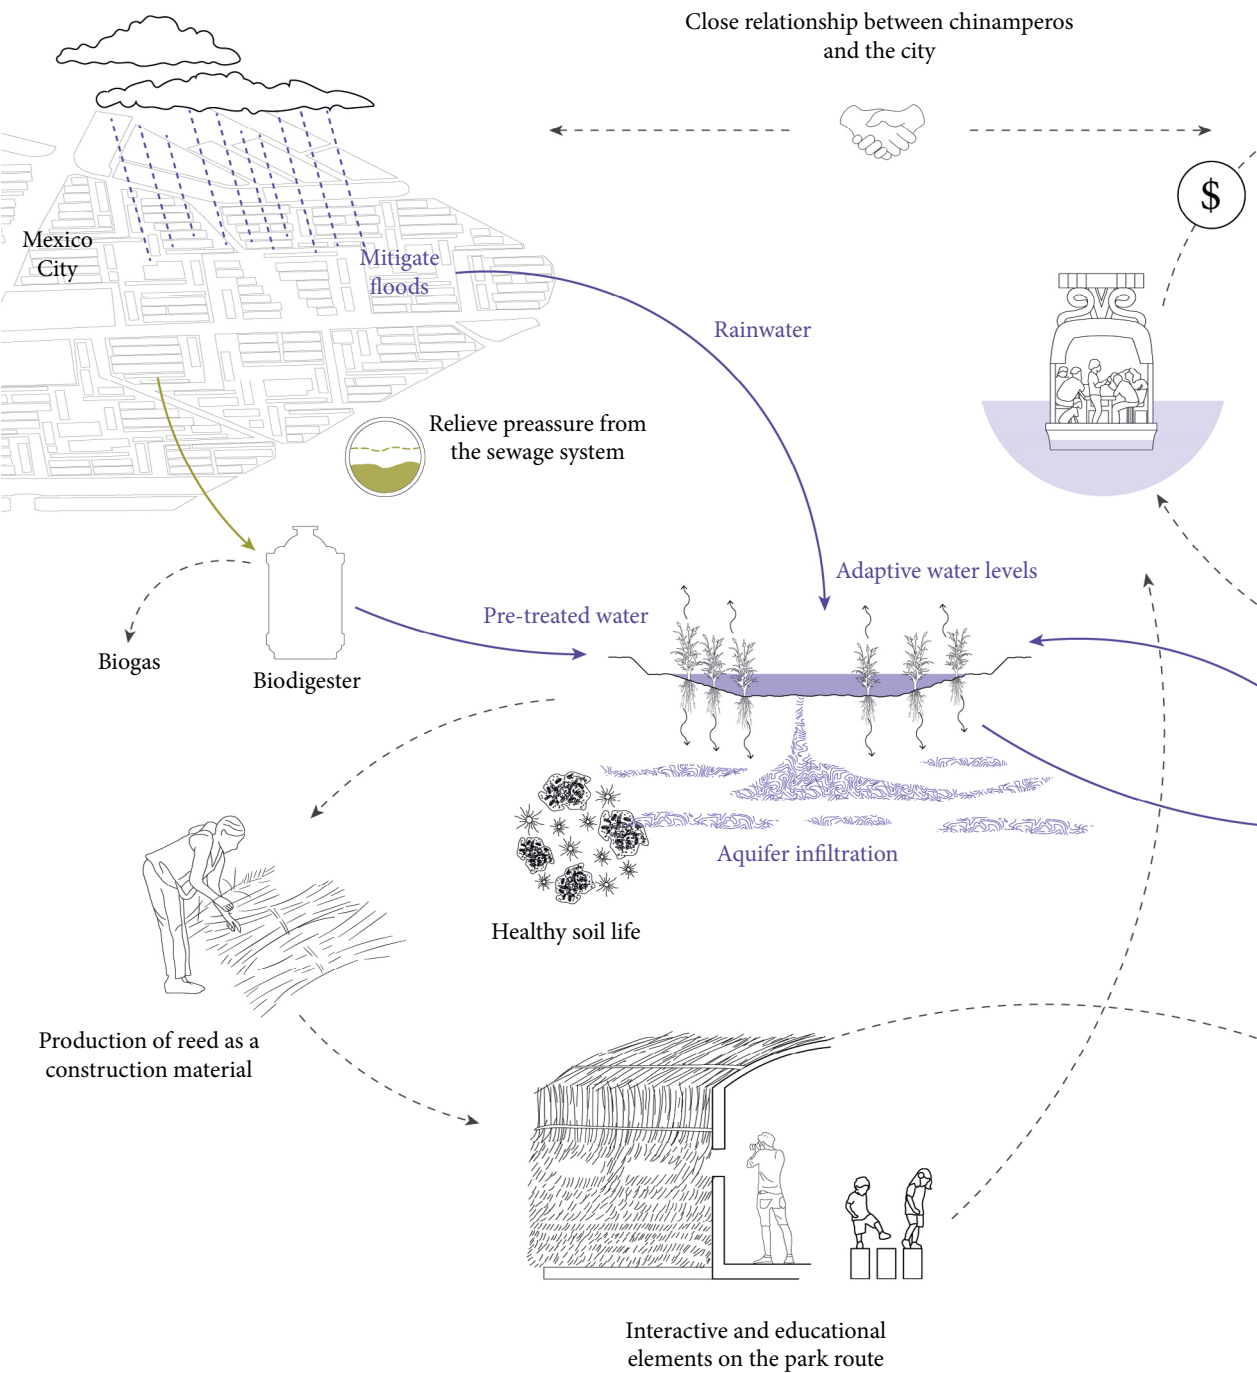 Close relationship between chinamperos
and the city
$
Mexico
City
Mitigate
floods
Rainwater
Relieve preassure from
the sewage system
Adaptive water levels
Pre-treated water
Biogas
Biodigester
Aquifer infiltration
Healthy soil life
Production of reed as a
construction material
Interactive and educational
elements on the park route